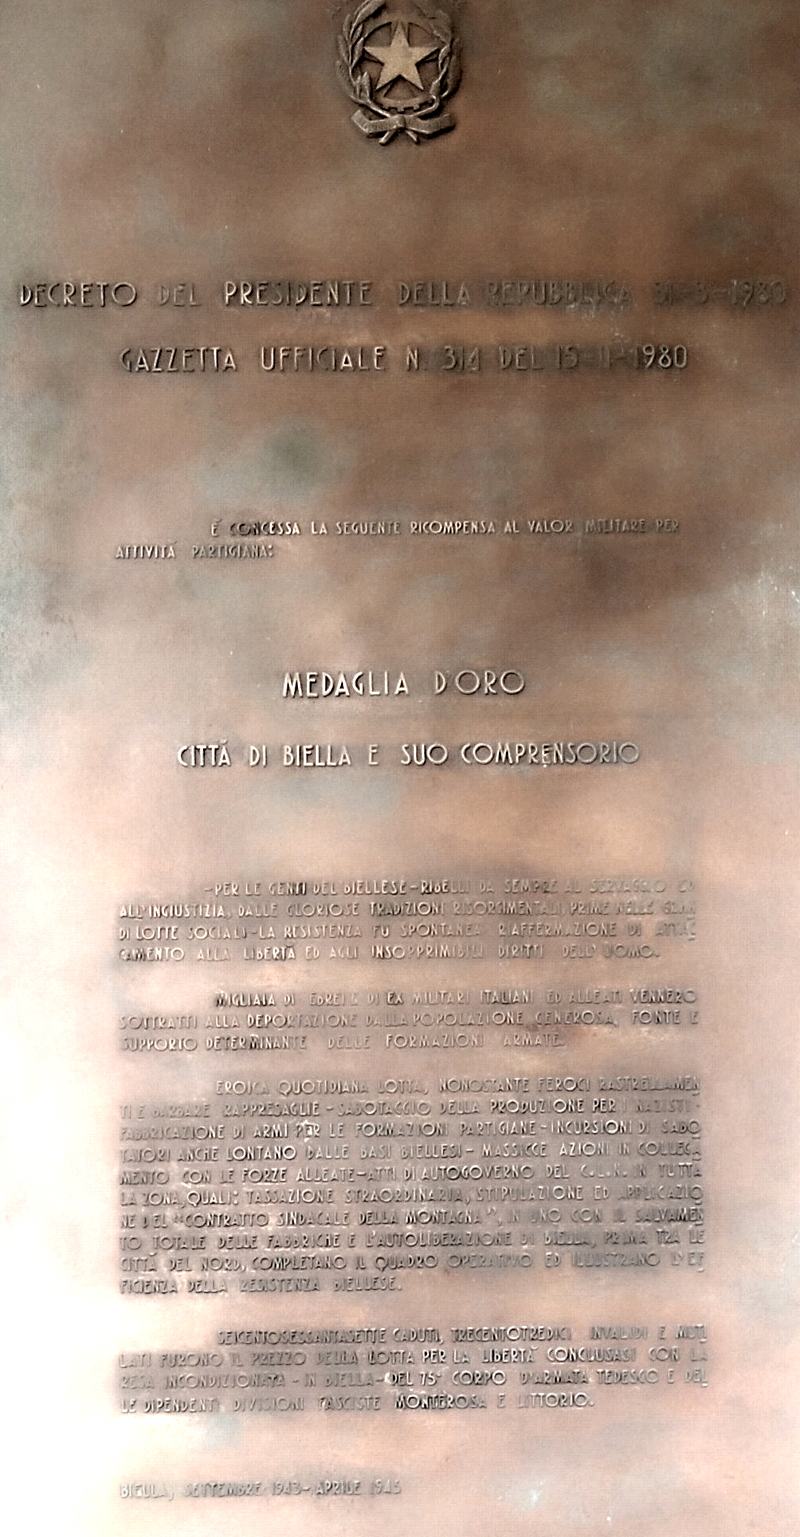 DECRETO DEL PRESIDENTE DELLA REPUBBLICA 31-3-1980
GAZZETTA UFFICIALE N. 314 DEL 15-11-1980
É CONCESSA LA SEGUENTE RICOMPENSA AL VALOR MILITARE PER
ATTIVITÁ PARTIGIANA:
MEDAGLIA D'ORO
CITTÁ DI BIELLA E SUO COMPRENSORIO
-PER LE GENTI DEL BIELLESE-RIBELLI DA SEMPRE AL SERVAGGIO ED
ALL'INGIUSTIZIA, DALLE GLORIOSE TRADIZIONI RISORGIMENTALI, PRIME NELLE GRAN
DI LOTTE SOCIALI-LA RESISTENZA FU SPONTANEA RIAFFERMAZIONE DI ATTAC
CAMENTO ALLA LIBERTÀ ED AGLI INSOPPRIMIBILI DIRITTI DELL'UOMO.
MIGLIAIA DI EBREI E DI EX MILITARI ITALIANI ED ALLEATI VENNERO
SOTTRATTI ALLA DEPORTAZIONE DALLA POPOLAZIONE GENEROSA, FONTE E
SUPPORTO DETERMINANTE DELLE FORMAZIONI ARMATE.
EROICA QUOTIDIANA LOTTA, NONOSTANTE FEROCI RASTRELLAMEN
TI E BARBARE RAPPRESAGLIE-SABOTAGGIO DELLA PRODUZIONE PER I NAZISTI-
FABBRICAZIONE DI ARMI PER LE FORMAZIONI PARTIGIANE-INCURSIONI DI SABO
TATORI ANCHE LONTANO DALLE BASI BIELLESI- MASSICCE AZIONI IN COLLEGA
MENTO CON LE FORZE ALLEATE-ATTI DI AUTOGOVERNO DEL C.L.N. IN TUTTA
LA ZONA, QUALI: TASSAZIONE STRAORDINARIA, STIPULAZIONE ED APPLICAZIO
NE DEL "CONTRATTO SINDACALE DELLA MONTAGNA", IN UNO CON IL SALVAMEN
TO TOTALE DELLE FABBRICHE E L'AUTOLIBERAZIONE DI BIELLA, PRIMA TRA LE
CITTÀ DEL NORD, COMPLETANO IL QUADRO OPERATIVO ED ILLUSTRANO L'EF
FICIENZA DELLA RESISTENZA BIELLESE.
SEICENTOSESSANTASETTE CADUTI, TRECENTOTREDICI INVALIDI E MUTI
LATI FURONO IL PREZZO DELLA LOTTA PER LA LIBERTÀ CONCLUSASI CON LA
RESA INCONDIZIONATA - IN BIELLA- DEL 75° CORPO D'ARMATA TEDESCO E DEL
LE DIPENDENTI DIVISIONI FASCISTE MONTEROSA E LITTORIO.
BIELLA, SETTEMBRE 1943-APRILE 1945